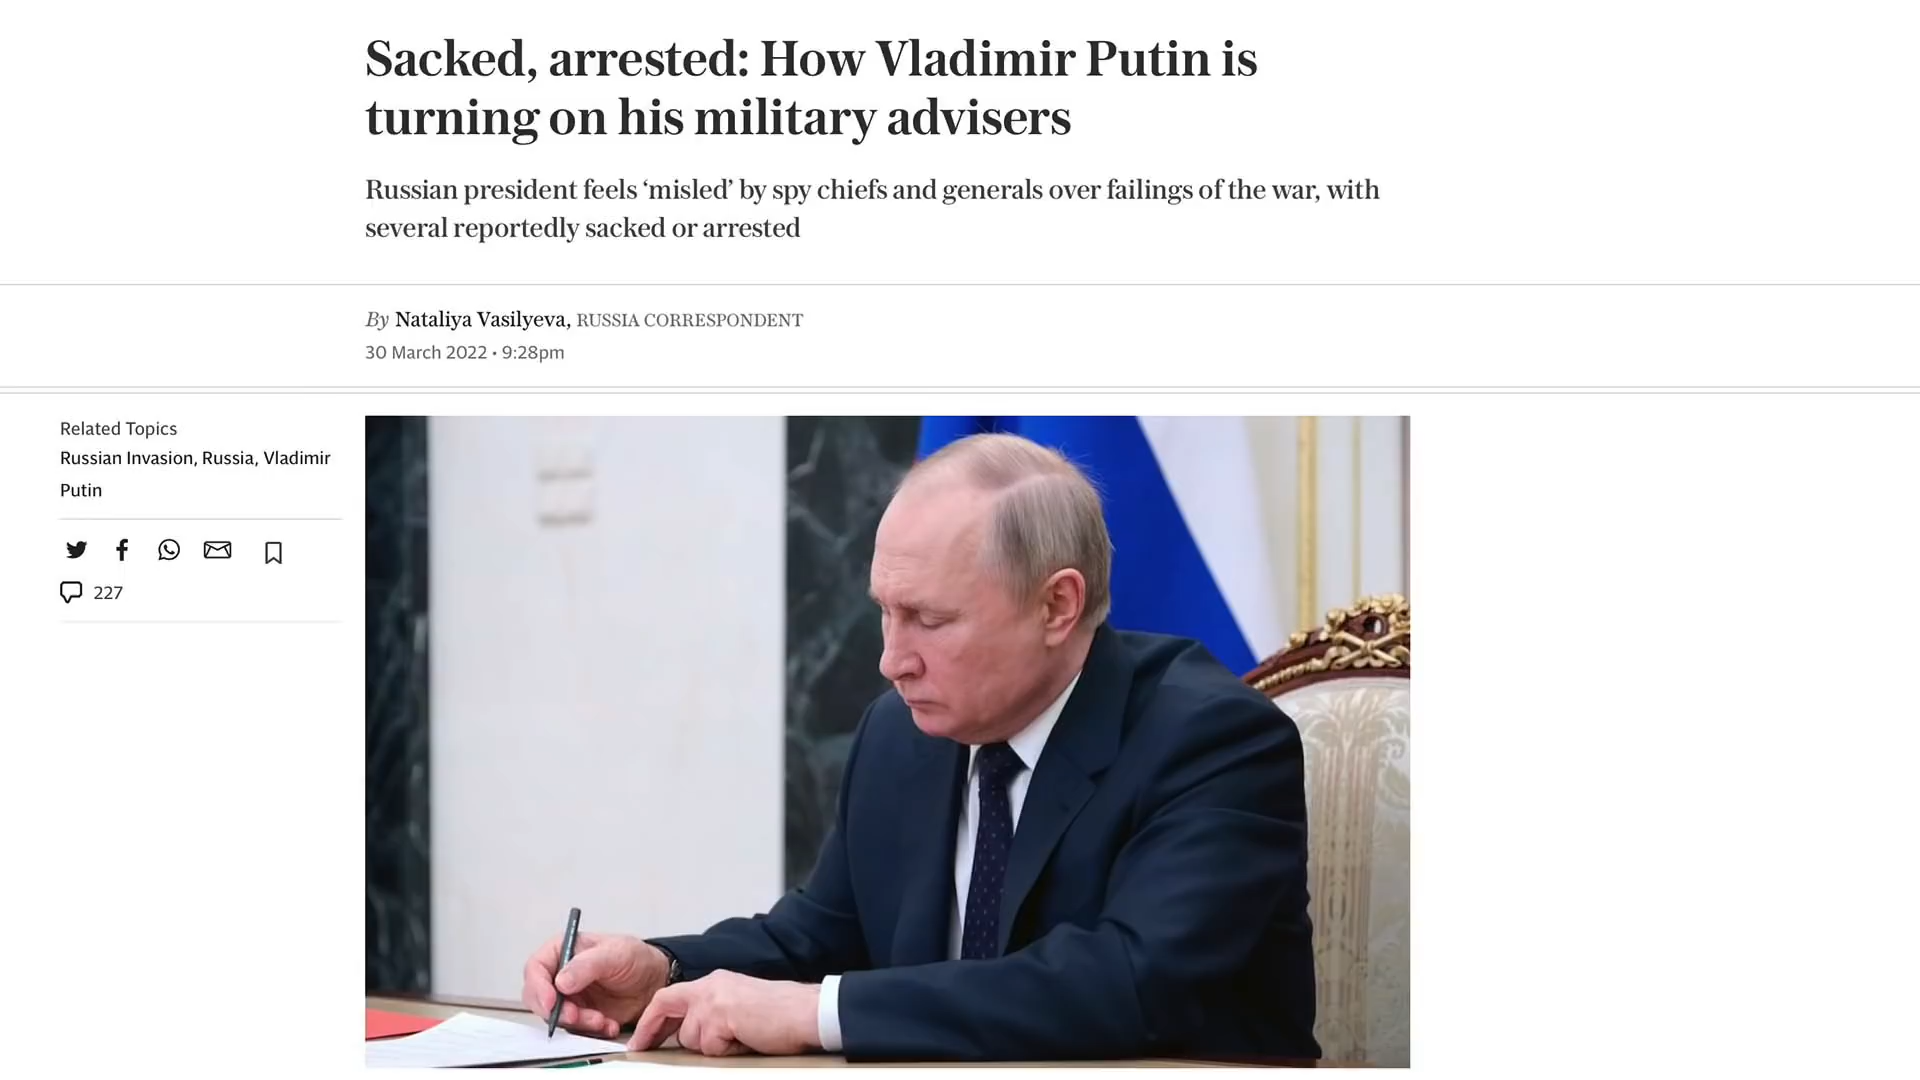 Sacked, arrested: How Vladimir Putin is
turning on his military advisers
Russian president feels ‘misled’ by spy chiefs and generals over failings of the war, with
several reportedly sacked or arrested
By Nataliya Vasilyeva, RUSSIA CORRESPONDENT
30 March 2022 • 9:28pm
Related Topics
Russian Invasion, Russia, Vladimir
Putin
227